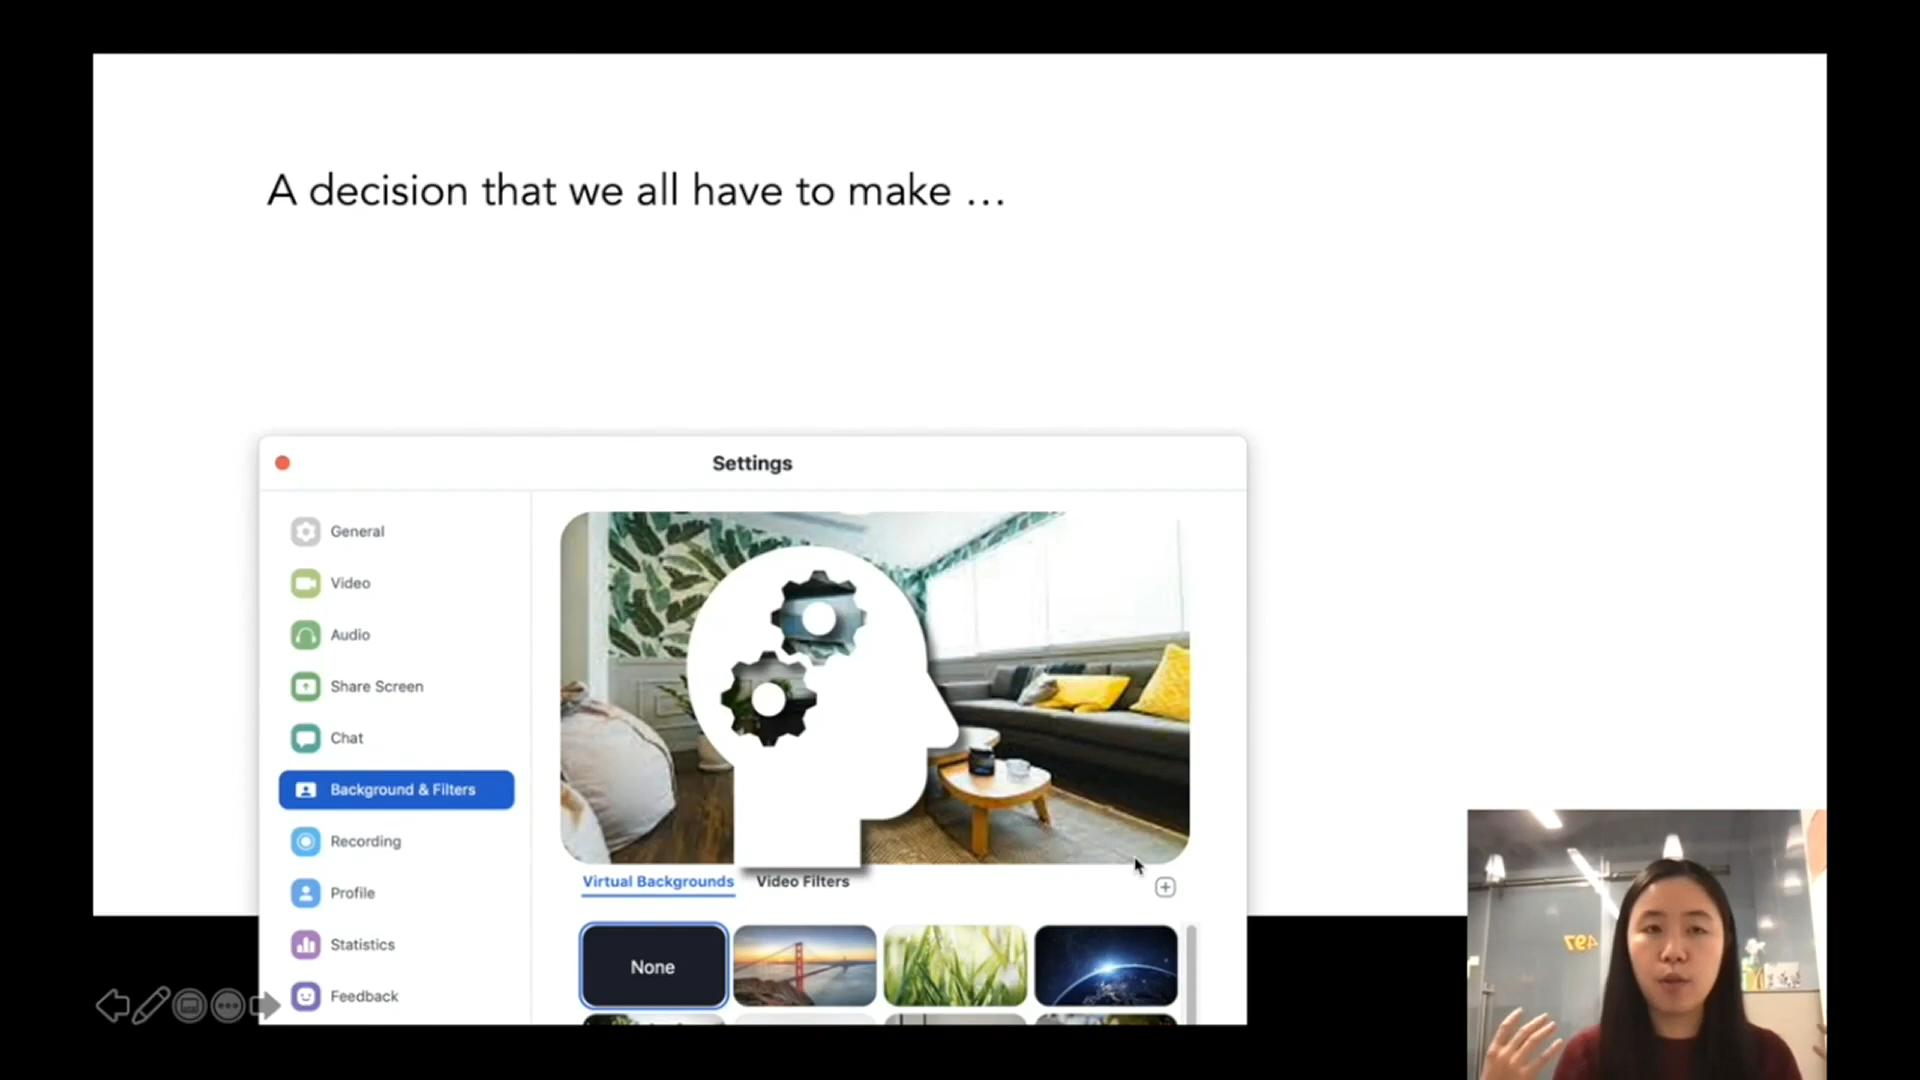 A decision that we all have to make ...
Settings
General
Video
Audio
Share Screen
Chat
Background & Filters
Recording
Profile
Statistics
Feedback
Virtual Backgrounds
Video Filters
None
497